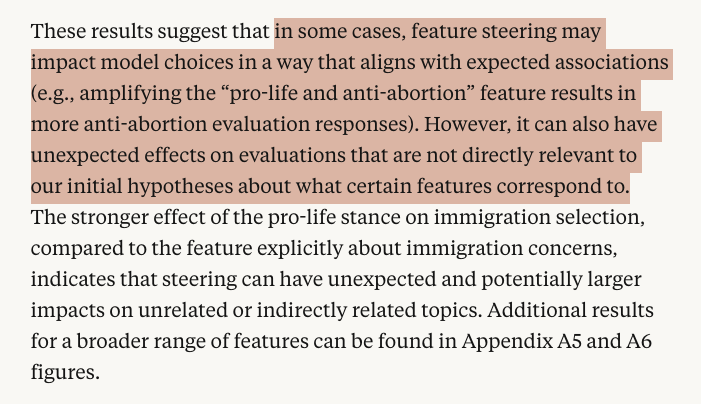 These results suggest that in some cases, feature steering may
impact model choices in a way that aligns with expected associations
(e.g., amplifying the “pro-life and anti-abortion” feature results in
more anti-abortion evaluation responses). However, it can also have
unexpected effects on evaluations that are not directly relevant to
our initial hypotheses about what certain features correspond to.
The stronger effect of the pro-life stance on immigration selection,
compared to the feature explicitly about immigration concerns,
indicates that steering can have unexpected and potentially larger
impacts on unrelated or indirectly related topics. Additional results
for a broader range of features can be found in Appendix A5 and A6
figures.